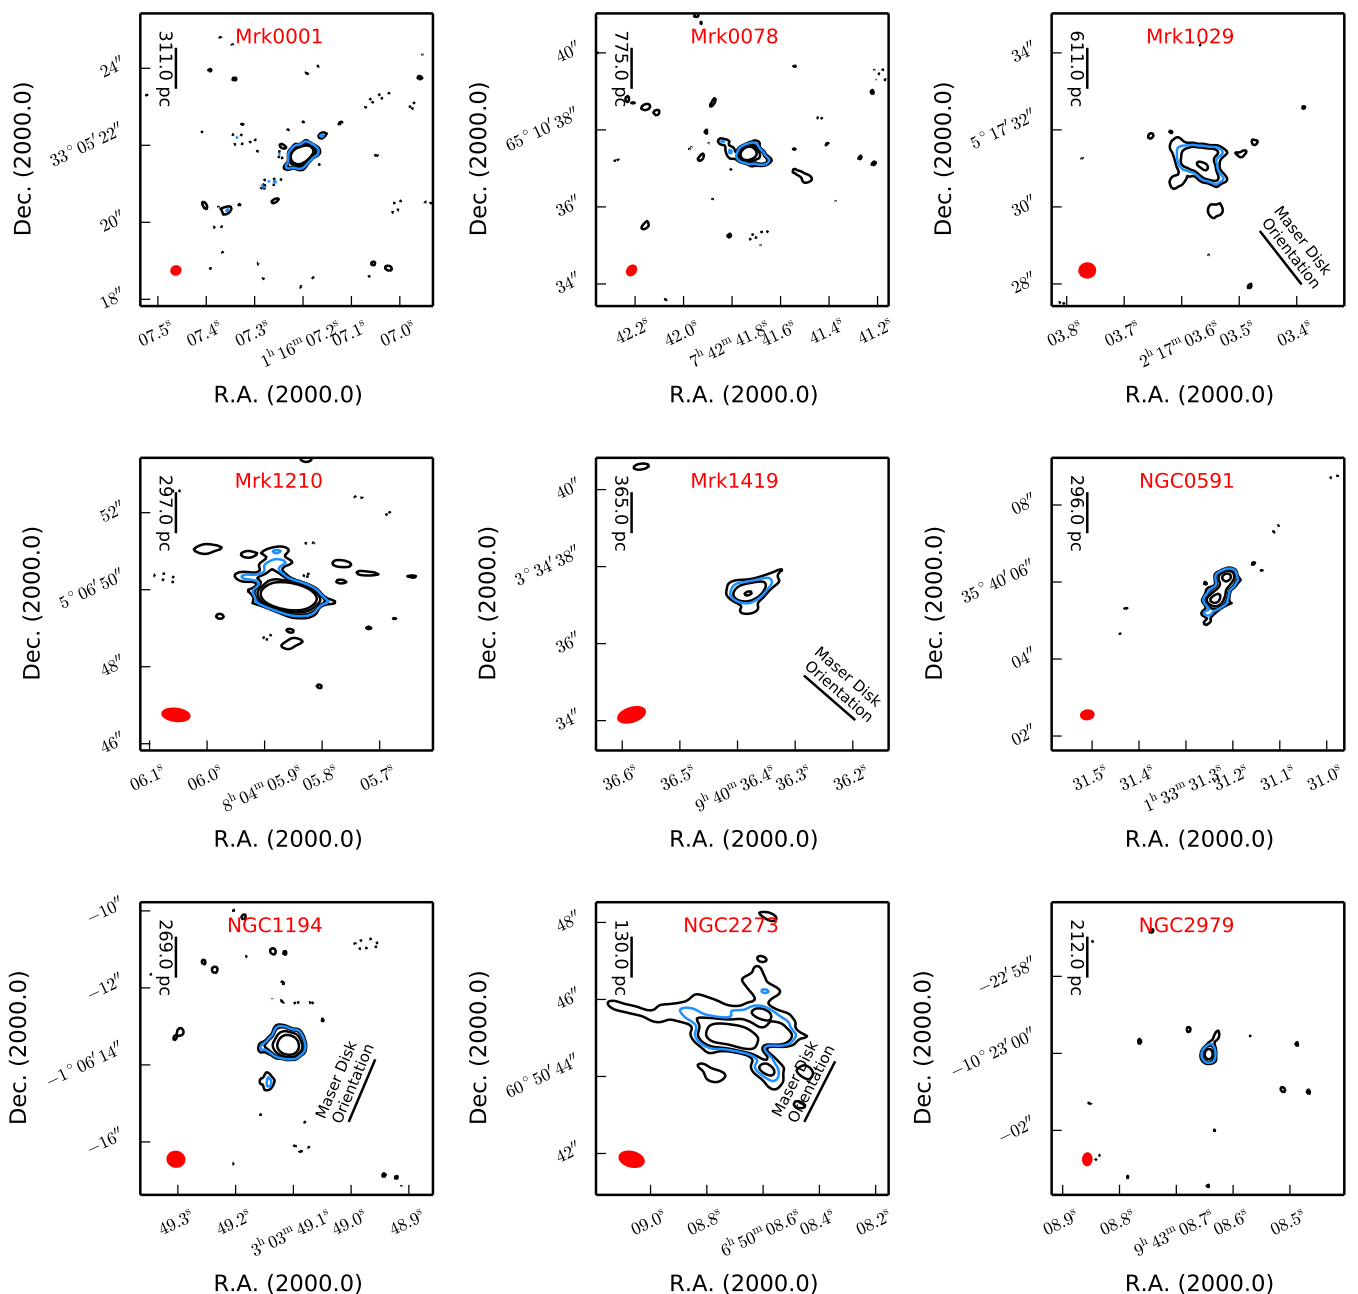 Mrk0001
311.0 pc
24″
33° 05′ 22″
20″
18″
Dec. (2000.0)
07.5ˢ 07.4ˢ 07.3ˢ 1ʰ 16ᵐ 07.2ˢ 07.1ˢ 07.0ˢ
R.A. (2000.0)
Mrk0078
775.0 pc
40″
65° 10′ 38″
36″
34″
Dec. (2000.0)
42.2ˢ 42.0ˢ 7ʰ 42ᵐ 41.8ˢ 41.6ˢ 41.4ˢ 41.2ˢ
R.A. (2000.0)
Mrk1029
611.0 pc
34″
5° 17′ 32″
30″
28″
Dec. (2000.0)
Maser Disk
Orientation
03.8ˢ 03.7ˢ 2ʰ 17ᵐ 03.6ˢ 03.5ˢ 03.4ˢ
R.A. (2000.0)
Mrk1210
297.0 pc
52″
5° 06′ 50″
48″
46″
Dec. (2000.0)
06.1ˢ 06.0ˢ 8ʰ 04ᵐ 05.9ˢ 05.8ˢ 05.7ˢ
R.A. (2000.0)
Mrk1419
365.0 pc
40″
3° 34′ 38″
36″
34″
Dec. (2000.0)
Maser Disk
Orientation
36.6ˢ 36.5ˢ 9ʰ 40ᵐ 36.4ˢ 36.3ˢ 36.2ˢ
R.A. (2000.0)
NGC0591
296.0 pc
08″
35° 40′ 06″
04″
02″
Dec. (2000.0)
31.5ˢ 31.4ˢ 1ʰ 33ᵐ 31.3ˢ 31.2ˢ 31.1ˢ 31.0ˢ
R.A. (2000.0)
NGC1194
269.0 pc
−10″
−12″
−1° 06′ 14″
−16″
Dec. (2000.0)
Maser Disk
Orientation
49.3ˢ 49.2ˢ 3ʰ 03ᵐ 49.1ˢ 49.0ˢ 48.9ˢ
R.A. (2000.0)
NGC2273
130.0 pc
48″
46″
60° 50′ 44″
42″
Dec. (2000.0)
Maser Disk
Orientation
09.0ˢ 08.8ˢ 6ʰ 50ᵐ 08.6ˢ 08.4ˢ 08.2ˢ
R.A. (2000.0)
NGC2979
212.0 pc
−22′ 58″
−10° 23′ 00″
−02″
Dec. (2000.0)
08.9ˢ 08.8ˢ 9ʰ 43ᵐ 08.7ˢ 08.6ˢ 08.5ˢ
R.A. (2000.0)